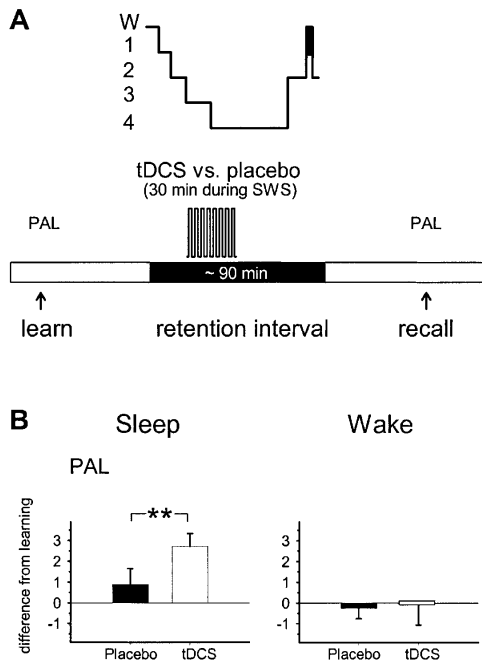 A
W
1
2
3
4
tDCS vs. placebo
(30 min during SWS)
PAL PAL
~ 90 min
learn retention interval recall
B
Sleep Wake
PAL
**
difference from learning
3
2
1
0
-1
Placebo tDCS
3
2
1
0
-1
Placebo tDCS